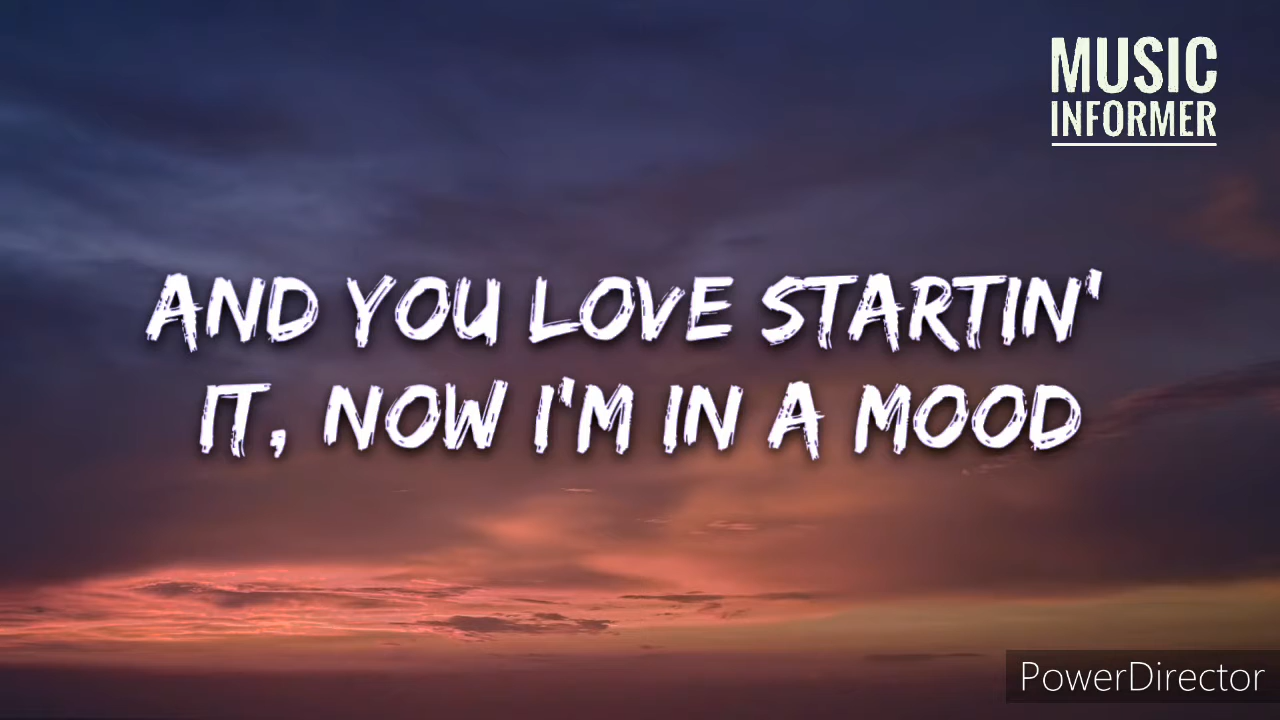 MUSIC
INFORMER
AND YOU LOVE STARTIN'
IT, NOW I'M IN A MOOD
PowerDirector